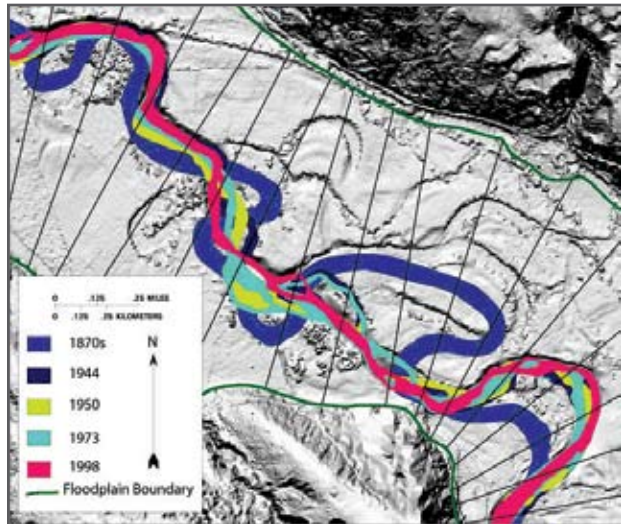 0 .125 .25 MILES
0 .125 .25 KILOMETERS
1870s
N
1944
1950
1973
1998
Floodplain Boundary